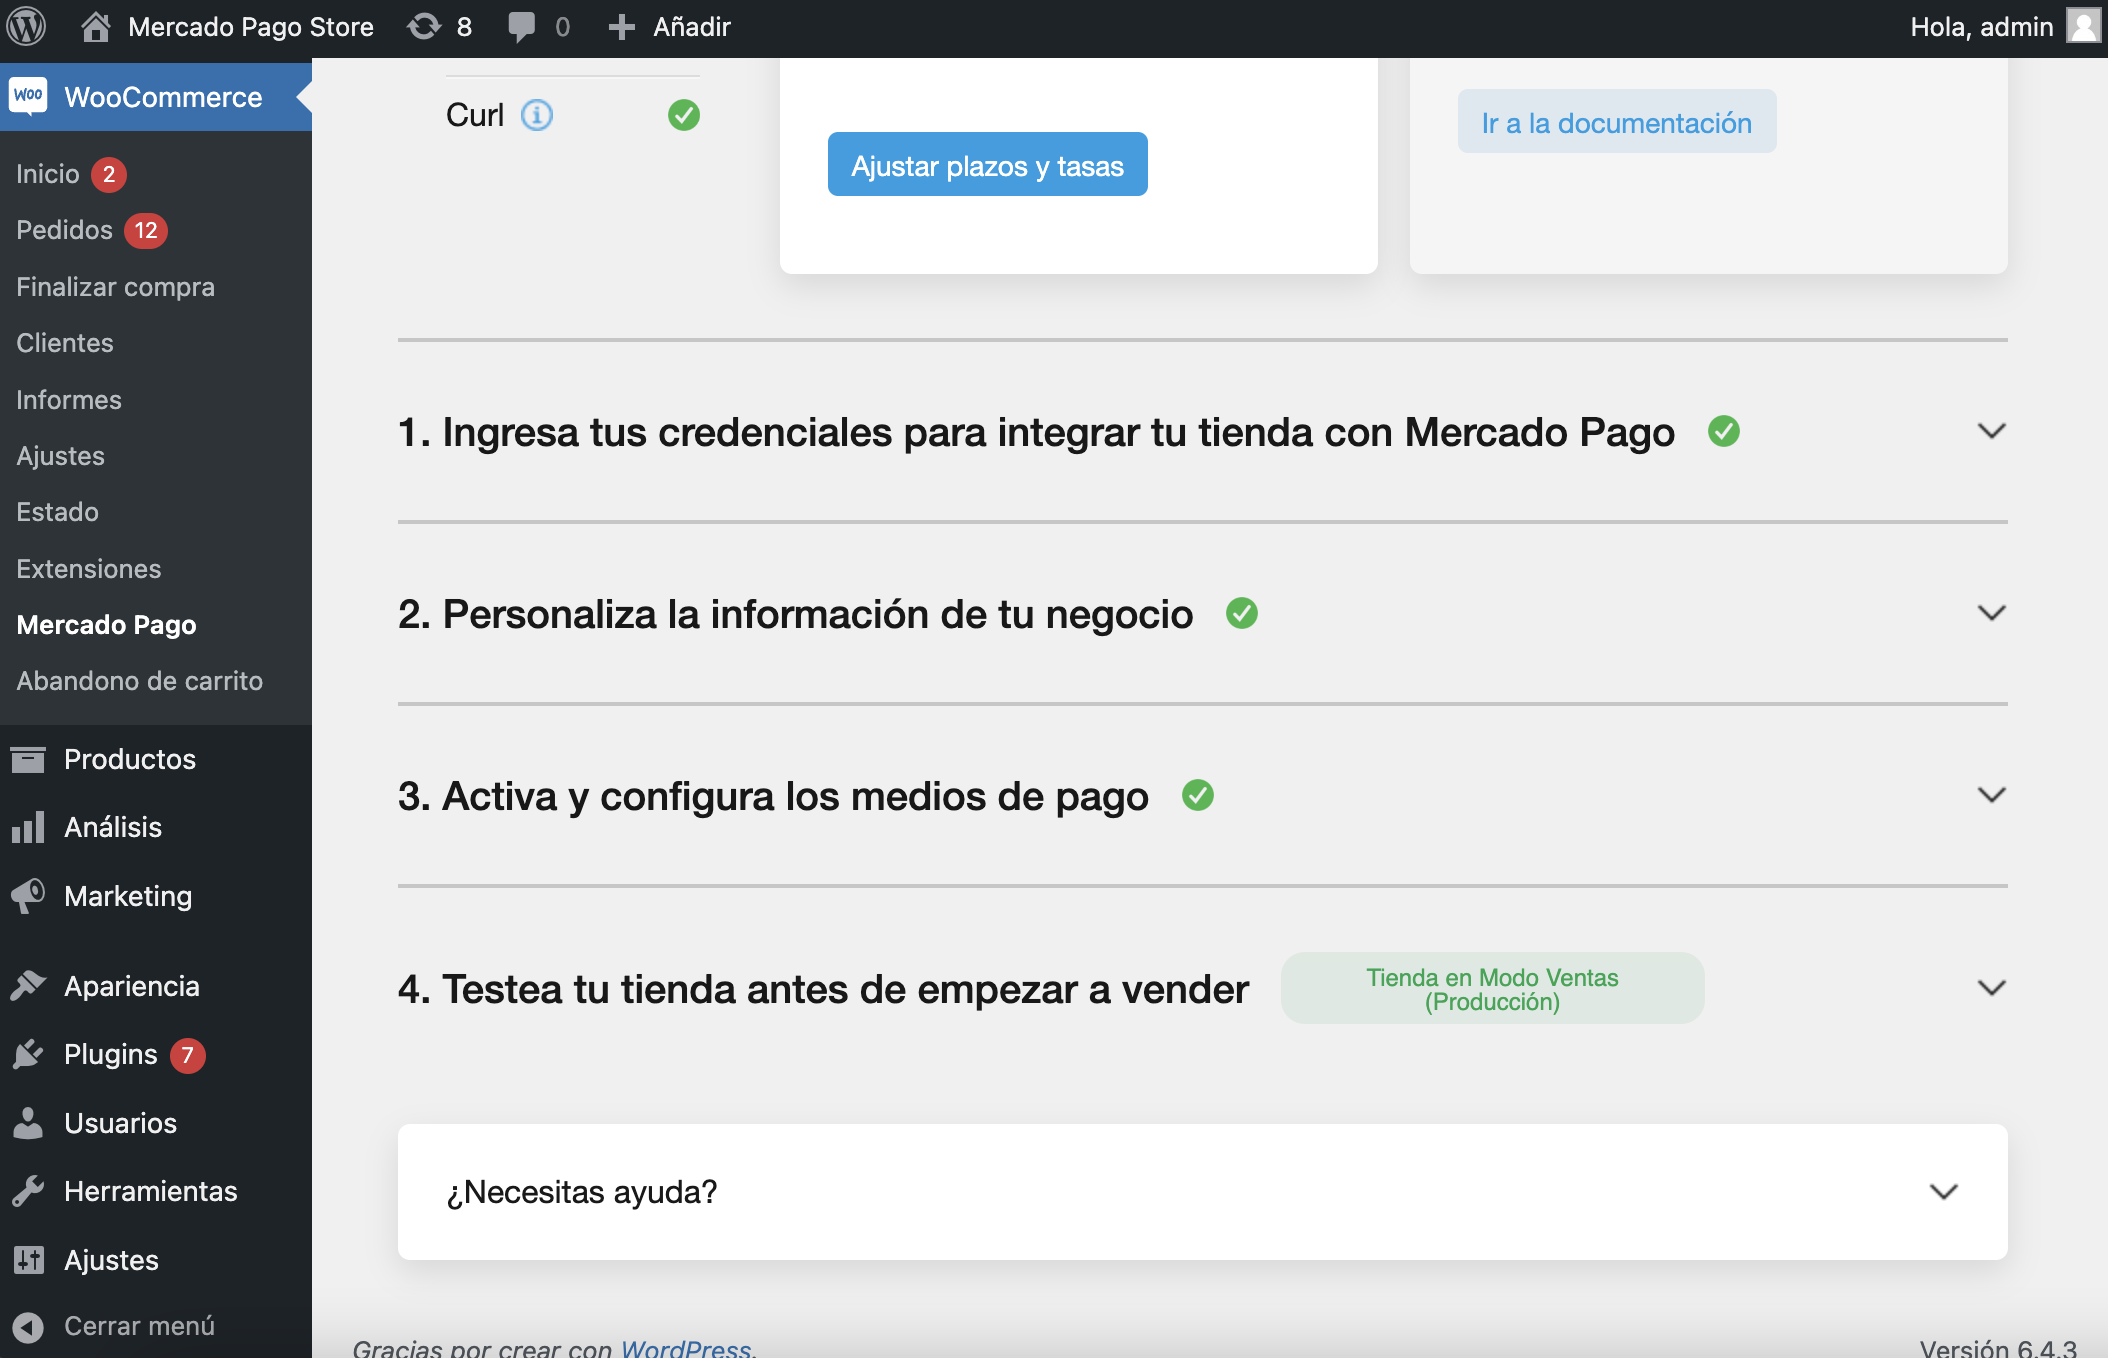 Mercado Pago Store
8
0
Añadir
Hola, admin
Woo
WooCommerce
Inicio 2
Pedidos 12
Finalizar compra
Clientes
Informes
Ajustes
Estado
Extensiones
Mercado Pago
Abandono de carrito
Productos
Análisis
Marketing
Apariencia
Plugins 7
Usuarios
Herramientas
Ajustes
Cerrar menú
Curl
Ajustar plazos y tasas
Ir a la documentación
1. Ingresa tus credenciales para integrar tu tienda con Mercado Pago
2. Personaliza la información de tu negocio
3. Activa y configura los medios de pago
4. Testea tu tienda antes de empezar a vender
Tienda en Modo Ventas
(Producción)
¿Necesitas ayuda?
Gracias por crear con WordPress.
Versión 6.4.3